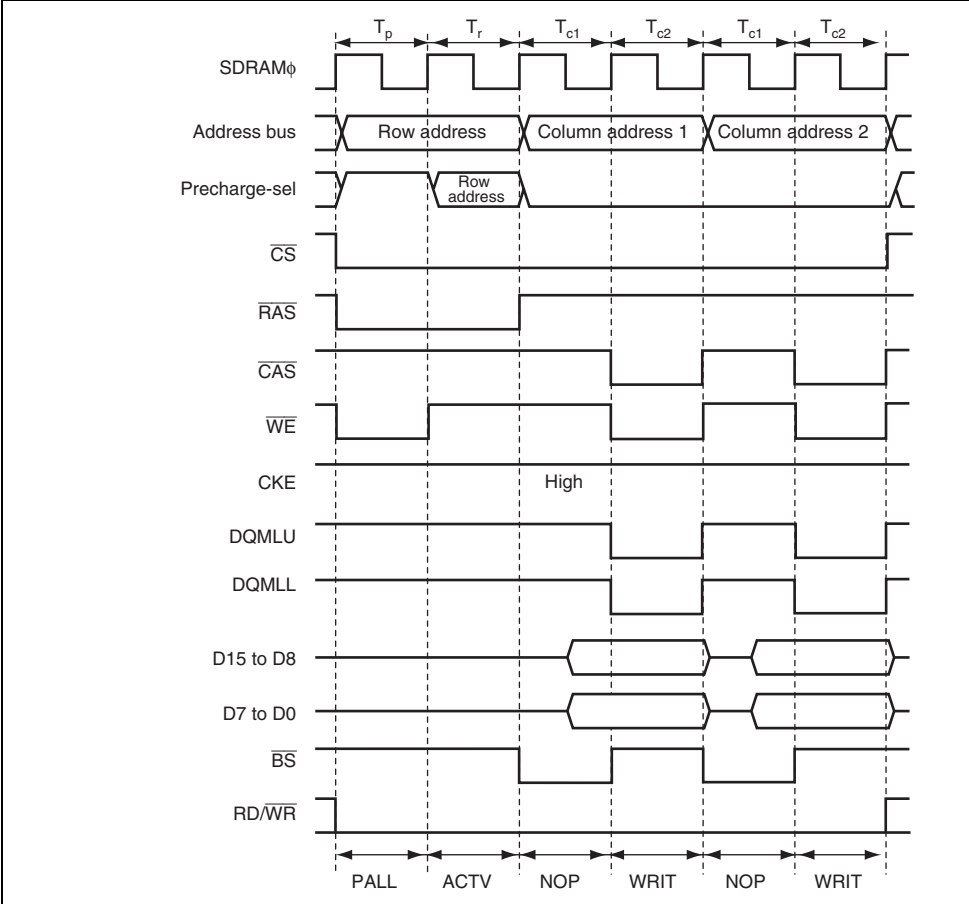 Tp Tr Tc1 Tc2 Tc1 Tc2
SDRAMϕ
Address bus Row address Column address 1 Column address 2
Precharge-sel Row address
CS
RAS
CAS
WE
CKE High
DQMLU
DQMLL
D15 to D8
D7 to D0
BS
RD/WR
PALL ACTV NOP WRIT NOP WRIT